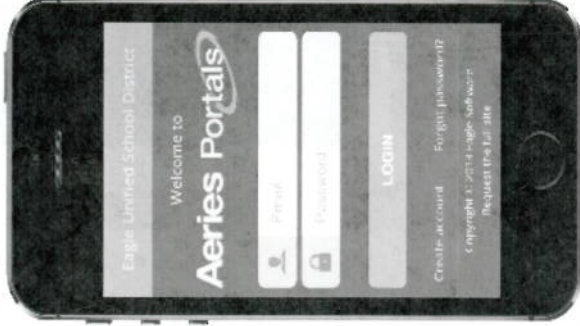 Eagle Unified School District
Welcome to
Aeries Portals
Email
Password
LOGIN
Create account Forgot password?
Copyright © 2014 Eagle Software
Request the full site